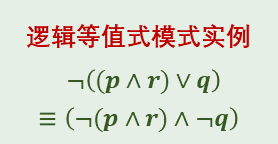 逻辑等值式模式实例
¬((p ∧ r) ∨ q)
≡ (¬(p ∧ r) ∧ ¬q)